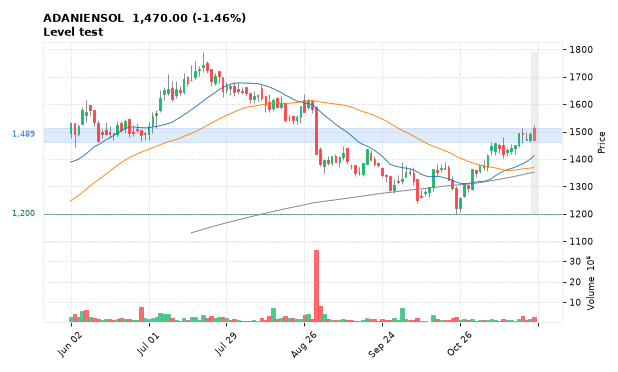 ADANIENSOL 1,470.00 (-1.46%)
Level test
1800
1700
1600
1500
1400
1300
1200
1100
Price
1,489
1,200
30
20
10
Volume 10⁶
Jun 02
Jul 01
Jul 29
Aug 26
Sep 24
Oct 26